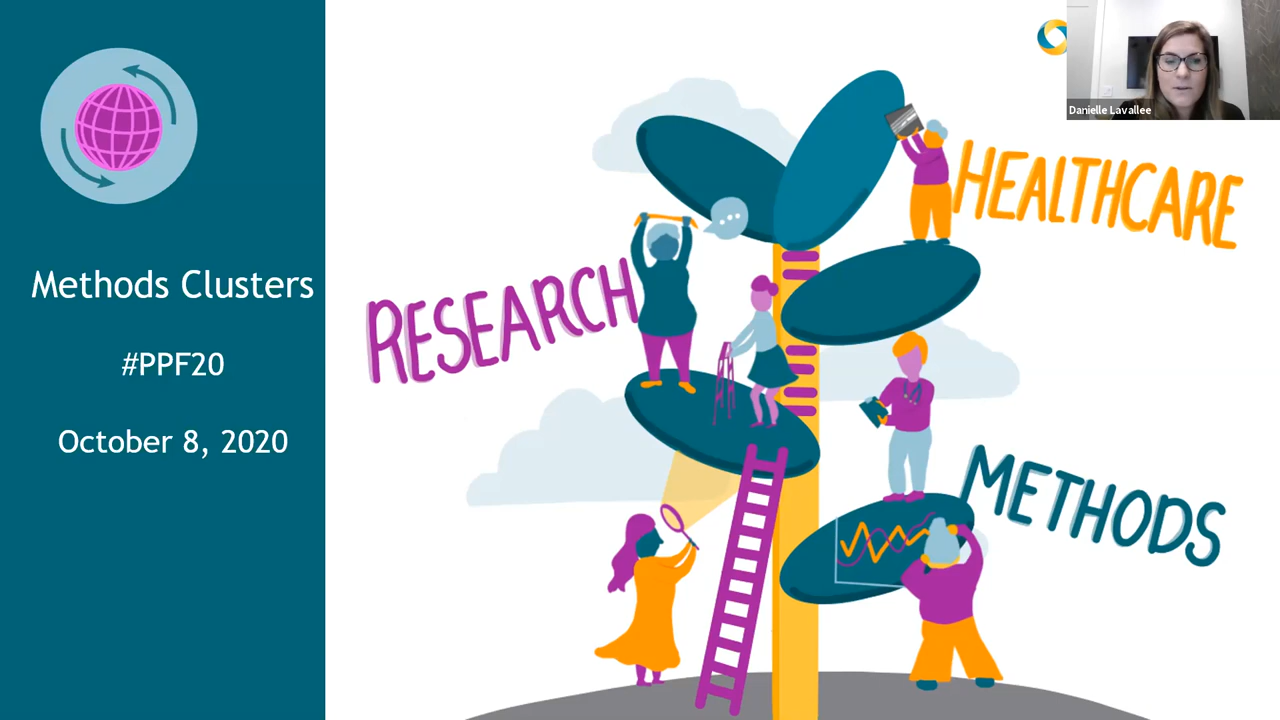 Methods Clusters
#PPF20
October 8, 2020
RESEARCH
HEALTHCARE
METHODS
Danielle Lavallee